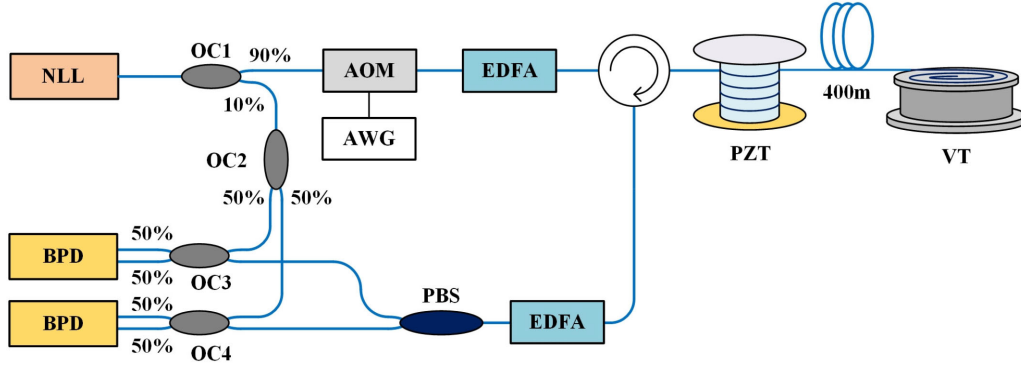 OC1
90%
NLL
AOM
EDFA
10%
400m
AWG
OC2
PZT
VT
50%
50%
50%
BPD
50%
OC3
PBS
50%
BPD
EDFA
50%
OC4